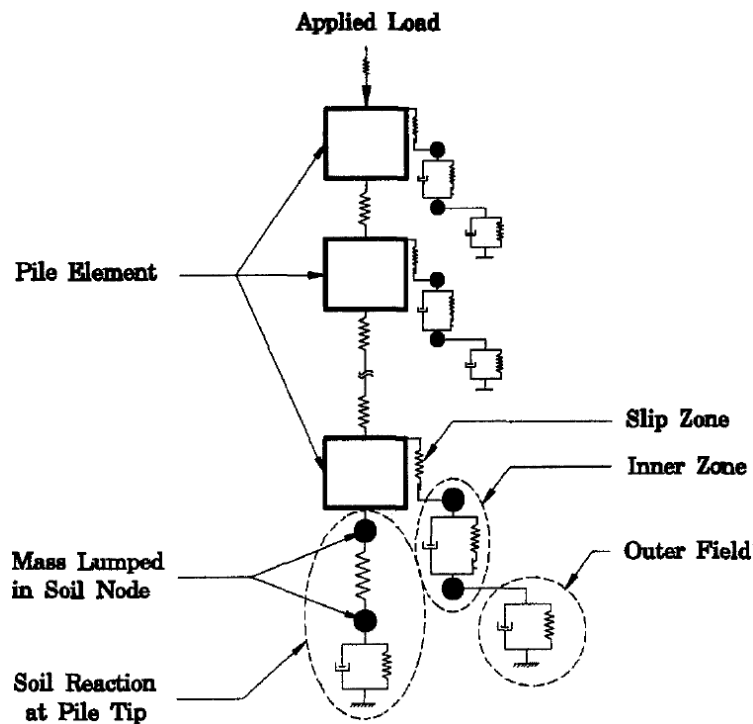 Applied Load
Pile Element
Slip Zone
Inner Zone
Outer Field
Mass Lumped
in Soil Node
Soil Reaction
at Pile Tip